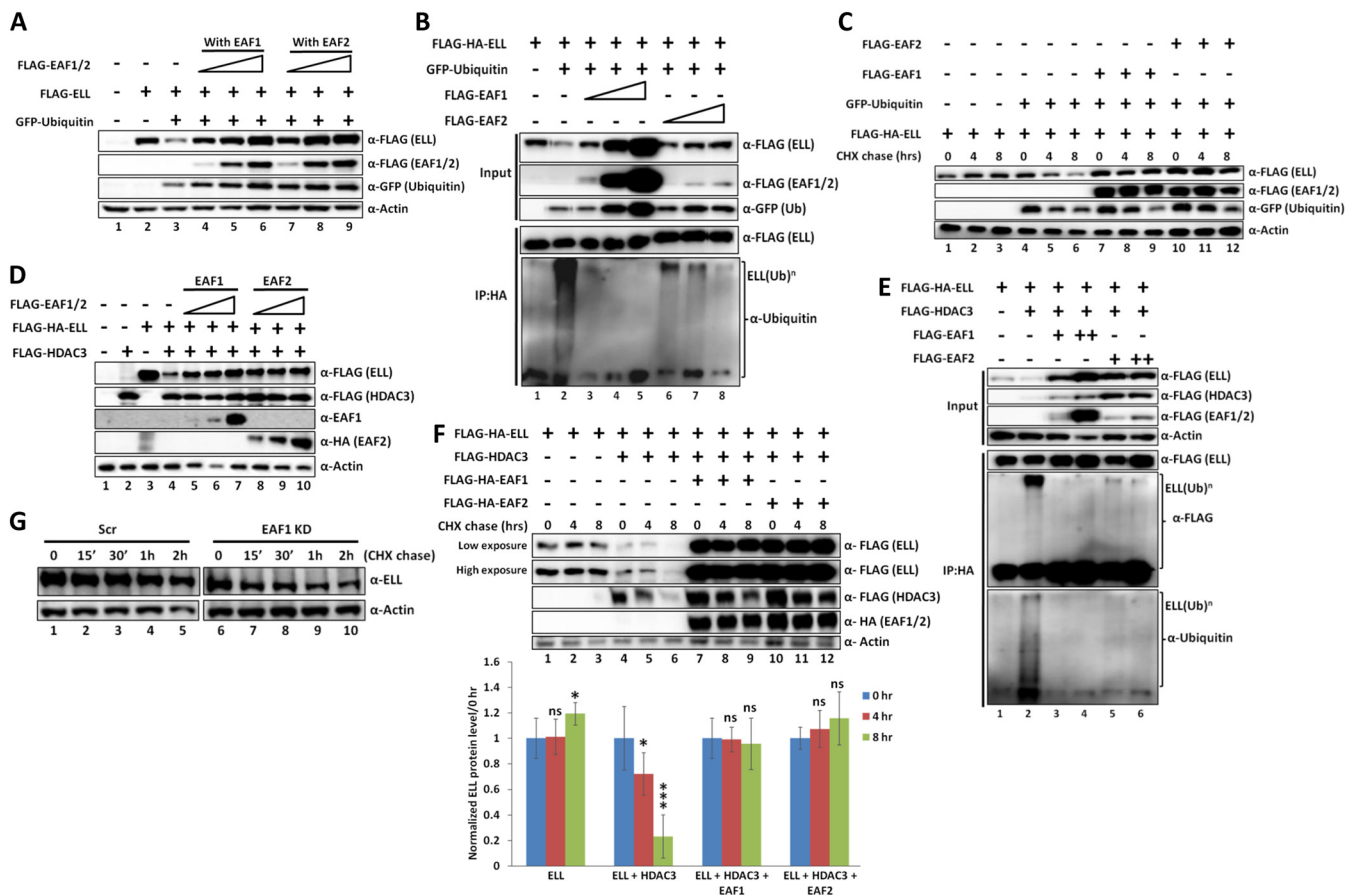 A
With EAF1 With EAF2
FLAG-EAF1/2 - - -
FLAG-ELL - + + + + + + + +
GFP-Ubiquitin - - + + + + + + +
α-FLAG (ELL)
α-FLAG (EAF1/2)
α-GFP (Ubiquitin)
α-Actin
1 2 3 4 5 6 7 8 9
B
FLAG-HA-ELL + + + + + + + +
GFP-Ubiquitin - + + + + + + +
FLAG-EAF1 - - - - -
FLAG-EAF2 - - - - -
Input
α-FLAG (ELL)
α-FLAG (EAF1/2)
α-GFP (Ub)
IP:HA
α-FLAG (ELL)
ELL(Ub)ⁿ
α-Ubiquitin
1 2 3 4 5 6 7 8
C
FLAG-EAF2 - - - - - - - - - + + +
FLAG-EAF1 - - - - - - + + + - - -
GFP-Ubiquitin - - - + + + + + + + + +
FLAG-HA-ELL + + + + + + + + + + + +
CHX chase (hrs) 0 4 8 0 4 8 0 4 8 0 4 8
α-FLAG (ELL)
α-FLAG (EAF1/2)
α-GFP (Ubiquitin)
α-Actin
1 2 3 4 5 6 7 8 9 10 11 12
D
EAF1 EAF2
FLAG-EAF1/2 - - - -
FLAG-HA-ELL - - + + + + + + + +
FLAG-HDAC3 - + - + + + + + + +
α-FLAG (ELL)
α-FLAG (HDAC3)
α-EAF1
α-HA (EAF2)
α-Actin
1 2 3 4 5 6 7 8 9 10
E
FLAG-HA-ELL + + + + + +
FLAG-HDAC3 - + + + + +
FLAG-EAF1 - - + ++ - -
FLAG-EAF2 - - - - + ++
Input
α-FLAG (ELL)
α-FLAG (HDAC3)
α-FLAG (EAF1/2)
α-Actin
IP:HA
α-FLAG (ELL)
ELL(Ub)ⁿ
α-FLAG
ELL(Ub)ⁿ
α-Ubiquitin
1 2 3 4 5 6
F
FLAG-HA-ELL + + + + + + + + + + + +
FLAG-HDAC3 - - - + + + + + + + + +
FLAG-HA-EAF1 - - - - - - + + + - - -
FLAG-HA-EAF2 - - - - - - - - - + + +
CHX chase (hrs) 0 4 8 0 4 8 0 4 8 0 4 8
Low exposure α- FLAG (ELL)
High exposure α- FLAG (ELL)
α- FLAG (HDAC3)
α- HA (EAF1/2)
α- Actin
1 2 3 4 5 6 7 8 9 10 11 12
Normalized ELL protein level/0 hr
1.6
1.4
1.2
1
0.8
0.6
0.4
0.2
0
ns * * *** ns ns ns ns
0 hr
4 hr
8 hr
ELL
ELL + HDAC3
ELL + HDAC3 + EAF1
ELL + HDAC3 + EAF2
G
Scr EAF1 KD
0 15' 30' 1h 2h 0 15' 30' 1h 2h (CHX chase)
α-ELL
α-Actin
1 2 3 4 5 6 7 8 9 10